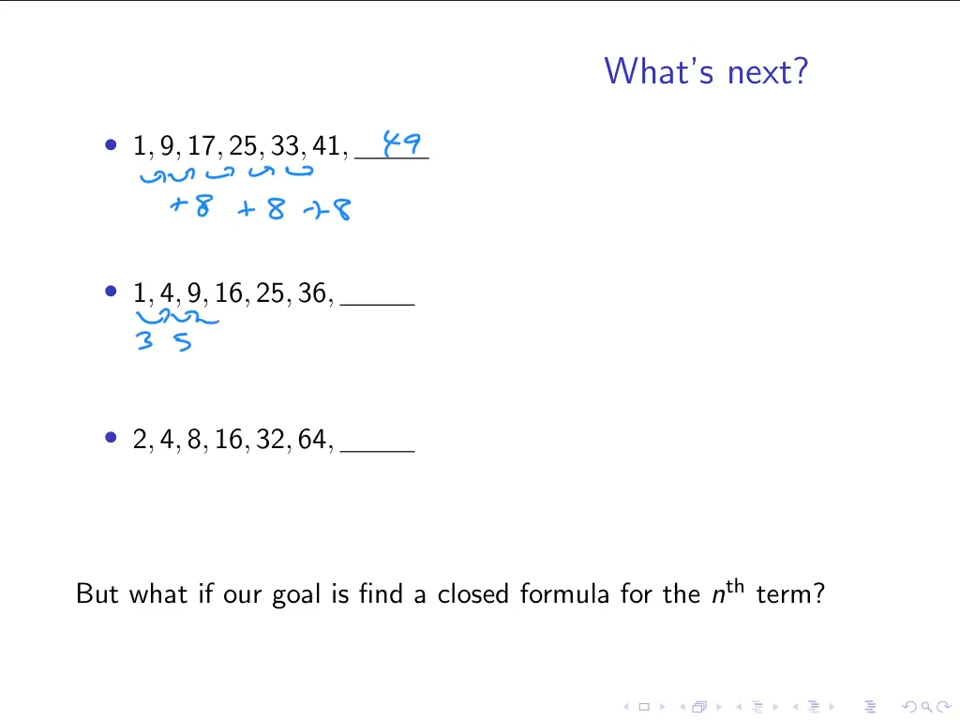 What's next?
• 1, 9, 17, 25, 33, 41, 49
+8 +8 +8
• 1, 4, 9, 16, 25, 36, _____
3 5
• 2, 4, 8, 16, 32, 64, _____
But what if our goal is find a closed formula for the nth term?